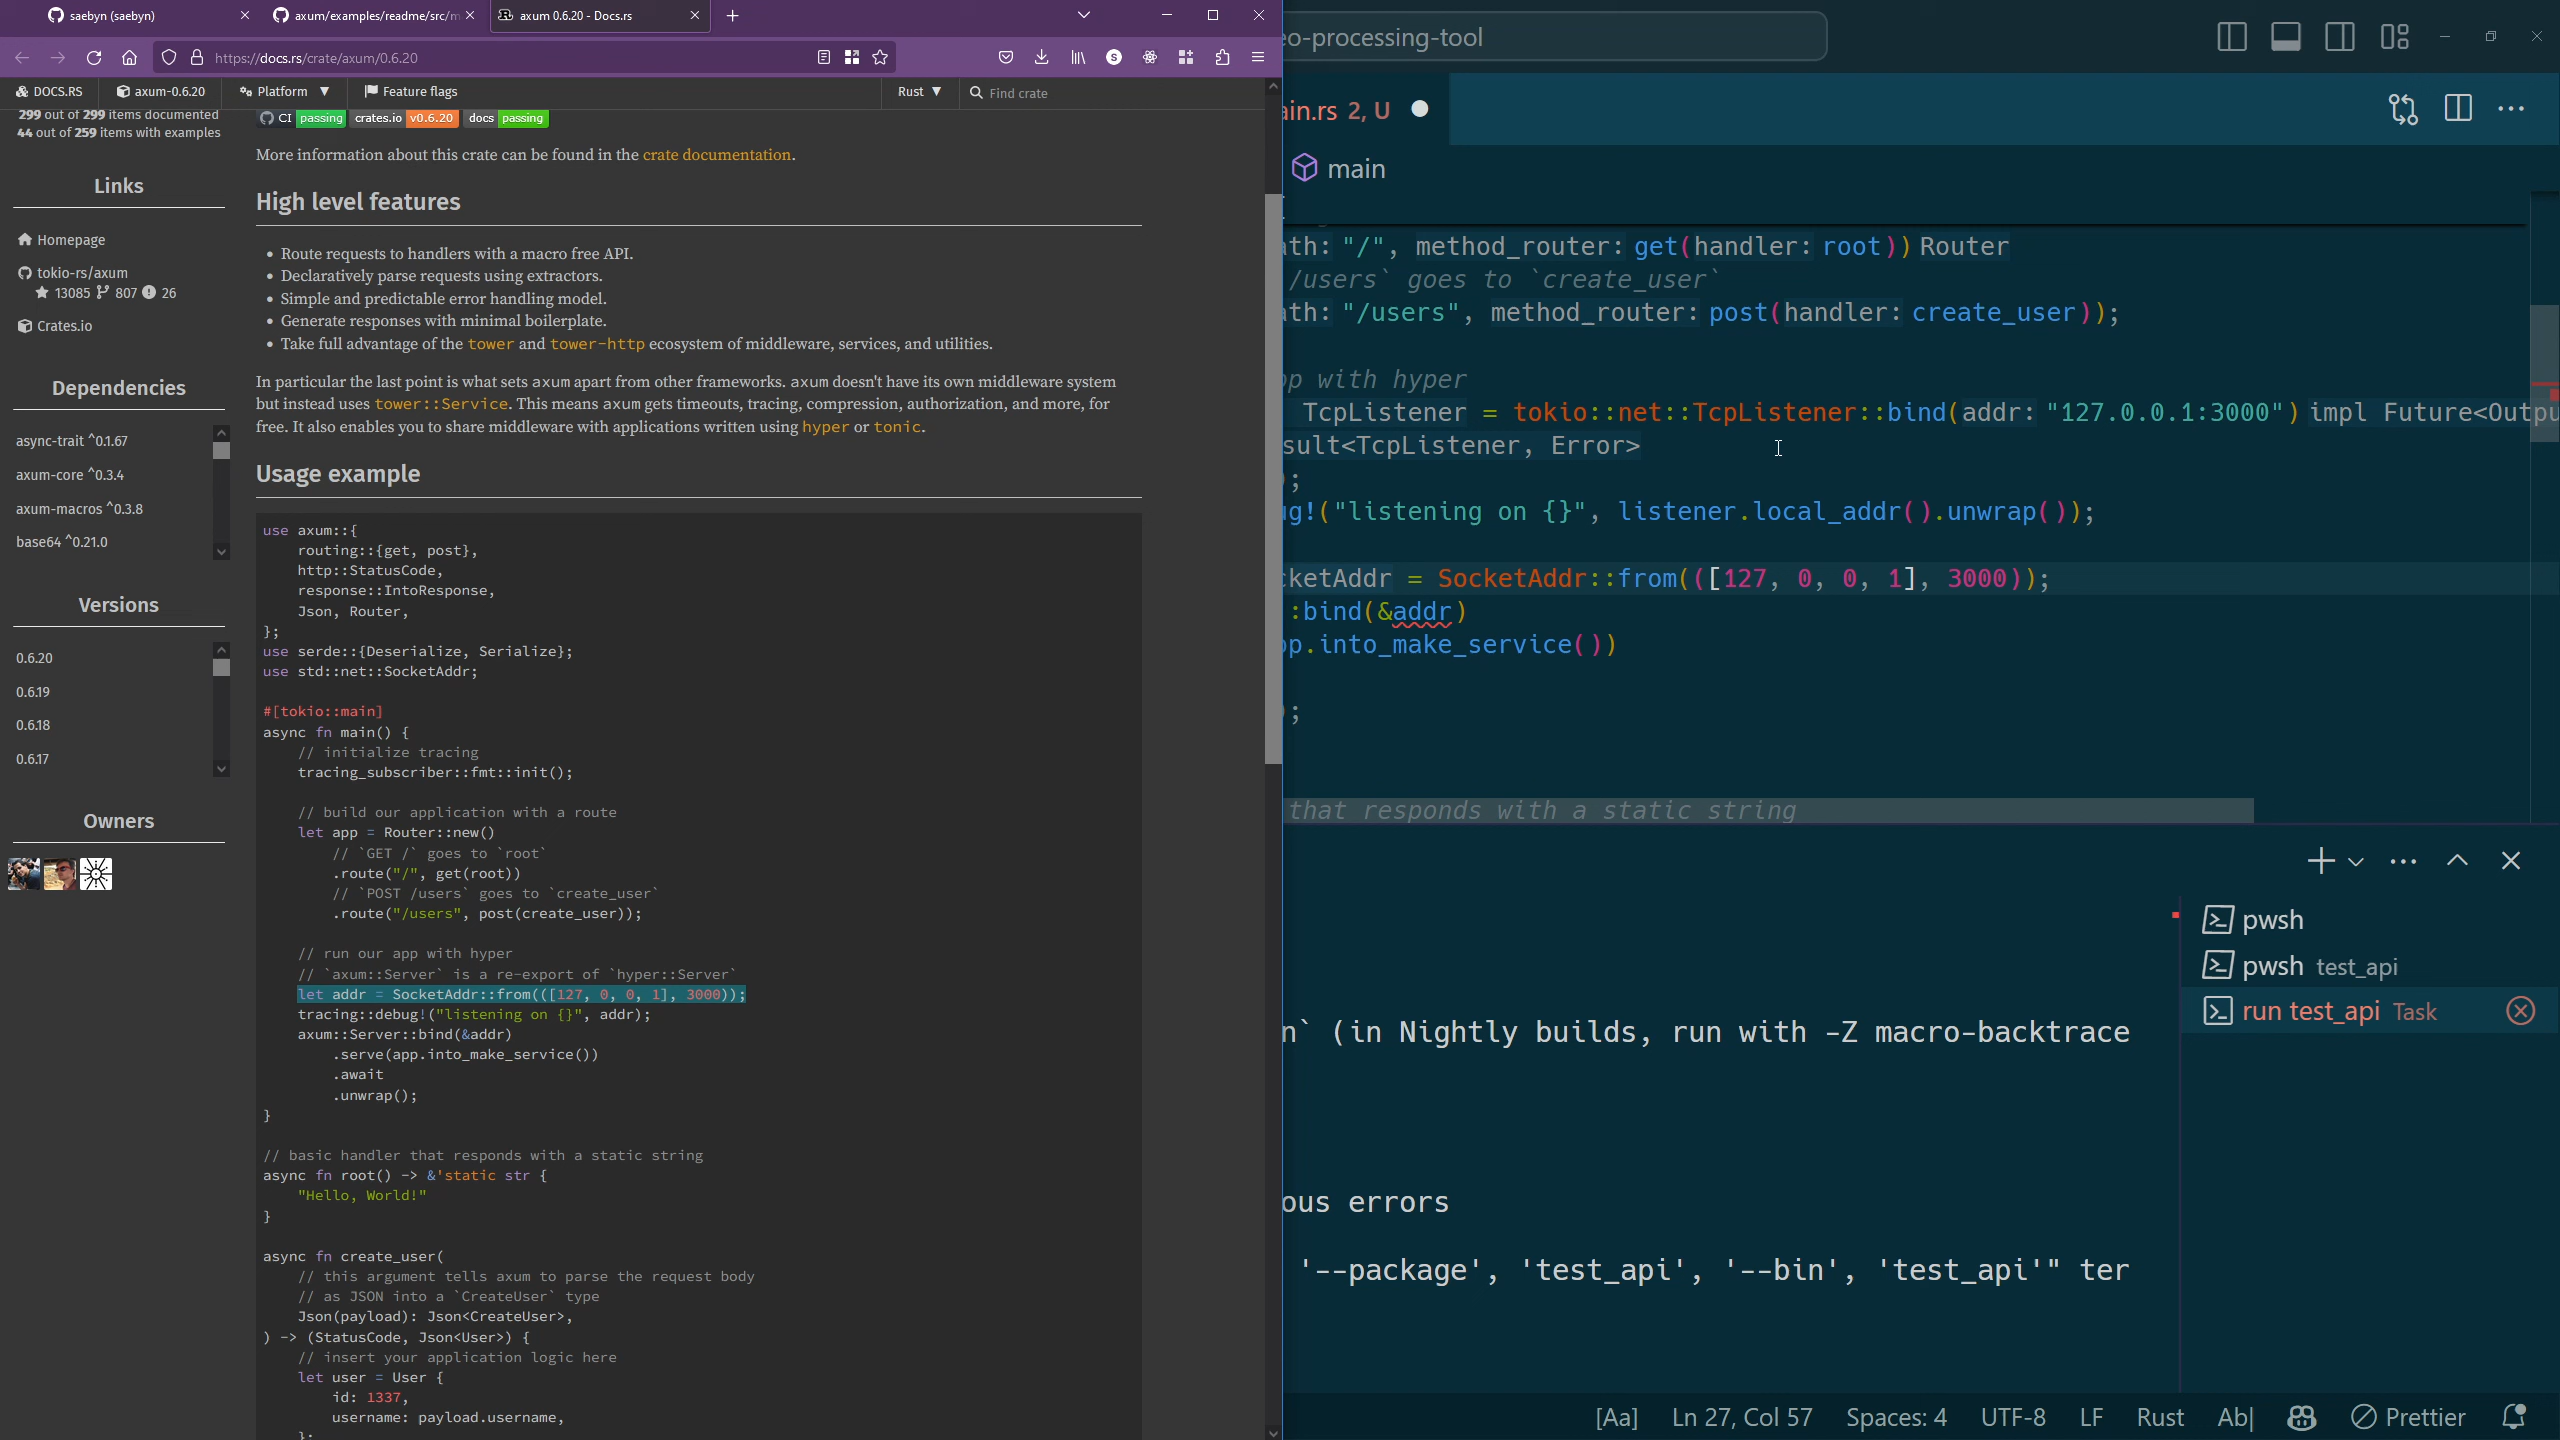 saebyn (saebyn)
axum/examples/readme/src/m
axum 0.6.20 - Docs.rs
https://docs.rs/crate/axum/0.6.20
DOCS.RS
axum-0.6.20
Platform
Feature flags
Rust
Find crate
299 out of 299 items documented
44 out of 259 items with examples
Links
Homepage
tokio-rs/axum
13085 807 26
Crates.io
Dependencies
async-trait ^0.1.67
axum-core ^0.3.4
axum-macros ^0.3.8
base64 ^0.21.0
Versions
0.6.20
0.6.19
0.6.18
0.6.17
Owners
CI passing crates.io v0.6.20 docs passing
More information about this crate can be found in the crate documentation.
High level features
• Route requests to handlers with a macro free API.
• Declaratively parse requests using extractors.
• Simple and predictable error handling model.
• Generate responses with minimal boilerplate.
• Take full advantage of the tower and tower-http ecosystem of middleware, services, and utilities.
In particular the last point is what sets axum apart from other frameworks. axum doesn't have its own middleware system
but instead uses tower::Service. This means axum gets timeouts, tracing, compression, authorization, and more, for
free. It also enables you to share middleware with applications written using hyper or tonic.
Usage example
use axum::{
    routing::{get, post},
    http::StatusCode,
    response::IntoResponse,
    Json, Router,
};
use serde::{Deserialize, Serialize};
use std::net::SocketAddr;
#[tokio::main]
async fn main() {
    // initialize tracing
    tracing_subscriber::fmt::init();
    // build our application with a route
    let app = Router::new()
        // `GET /` goes to `root`
        .route("/", get(root))
        // `POST /users` goes to `create_user`
        .route("/users", post(create_user));
    // run our app with hyper
    // `axum::Server` is a re-export of `hyper::Server`
    let addr = SocketAddr::from(([127, 0, 0, 1], 3000));
    tracing::debug!("listening on {}", addr);
    axum::Server::bind(&addr)
        .serve(app.into_make_service())
        .await
        .unwrap();
}
// basic handler that responds with a static string
async fn root() -> &'static str {
    "Hello, World!"
}
async fn create_user(
    // this argument tells axum to parse the request body
    // as JSON into a `CreateUser` type
    Json(payload): Json<CreateUser>,
) -> (StatusCode, Json<User>) {
    // insert your application logic here
    let user = User {
        id: 1337,
        username: payload.username,
    };
eo-processing-tool
ain.rs 2, U
main
ath: "/", method_router: get(handler: root)) Router
/users` goes to `create_user`
ath: "/users", method_router: post(handler: create_user));
pp with hyper
TcpListener = tokio::net::TcpListener::bind(addr: "127.0.0.1:3000") impl Future<Outpu
sult<TcpListener, Error>
);
ug!("listening on {}", listener.local_addr().unwrap());
cketAddr = SocketAddr::from(([127, 0, 0, 1], 3000));
:bind(&addr)
pp.into_make_service())
);
that responds with a static string
n` (in Nightly builds, run with -Z macro-backtrace
ous errors
'--package', 'test_api', '--bin', 'test_api'" ter
pwsh
pwsh test_api
run test_api Task
[Aa] Ln 27, Col 57 Spaces: 4 UTF-8 LF Rust Ab| Prettier